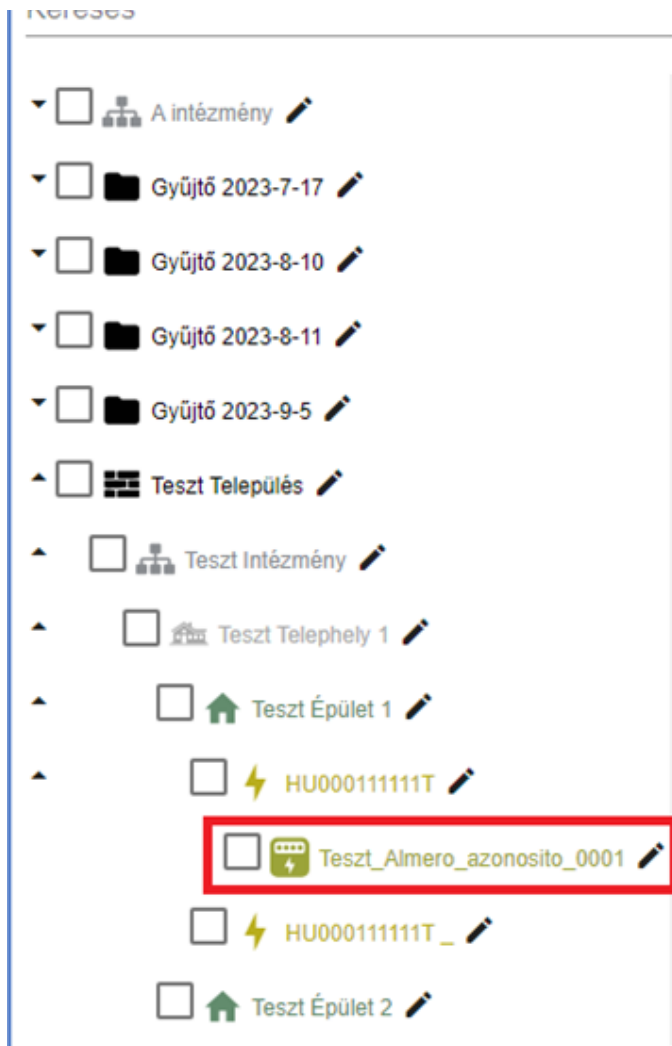 Keresés
A intézmény
Gyűjtő 2023-7-17
Gyűjtő 2023-8-10
Gyűjtő 2023-8-11
Gyűjtő 2023-9-5
Teszt Település
Teszt Intézmény
Teszt Telephely 1
Teszt Épület 1
HU000111111T
Teszt_Almero_azonosito_0001
HU000111111T _
Teszt Épület 2